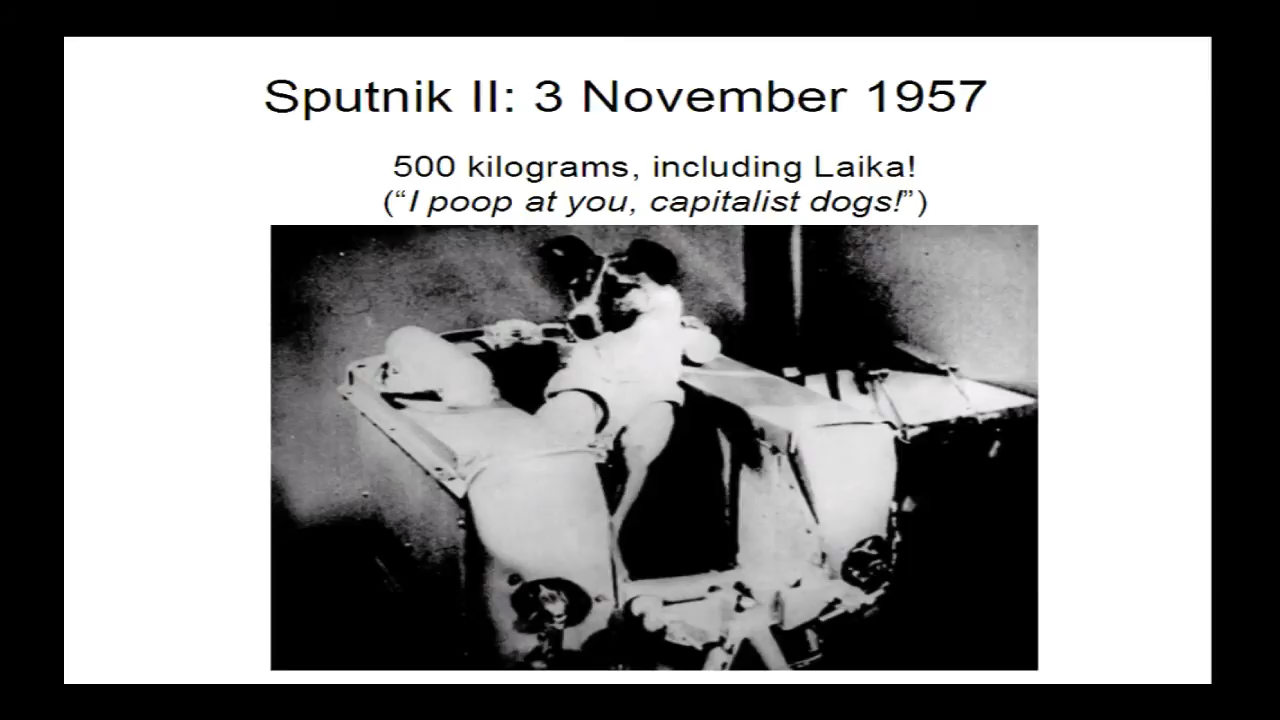 Sputnik II: 3 November 1957
500 kilograms, including Laika!
(“I poop at you, capitalist dogs!”)